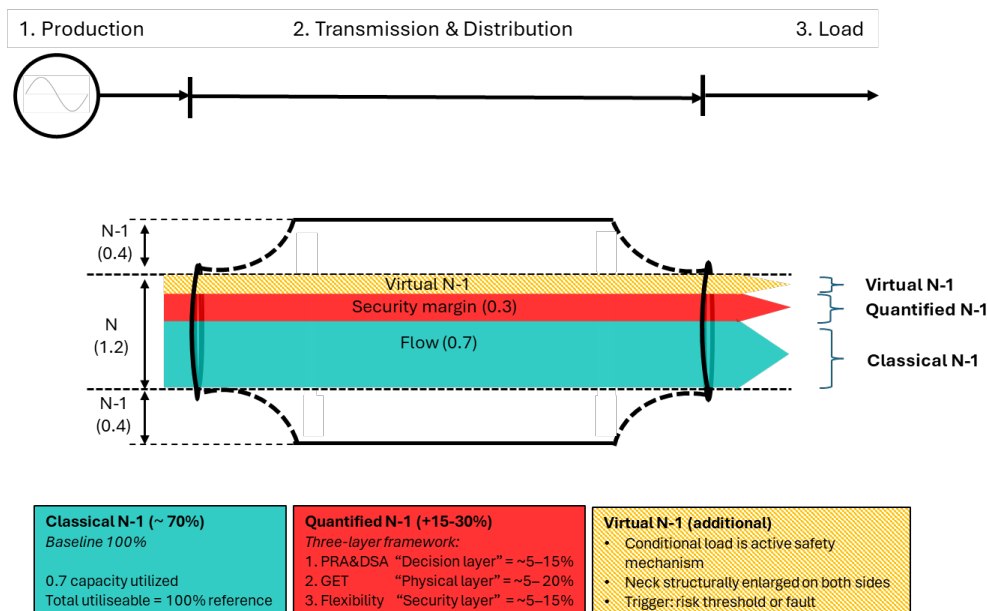 1. Production
2. Transmission & Distribution
3. Load
N-1
(0.4)
N
(1.2)
N-1
(0.4)
Virtual N-1
Security margin (0.3)
Flow (0.7)
Virtual N-1
Quantified N-1
Classical N-1
Classical N-1 (~ 70%)
Baseline 100%
0.7 capacity utilized
Total utiliseable = 100% reference
Quantified N-1 (+15-30%)
Three-layer framework:
1. PRA&DSA “Decision layer” = ~5–15%
2. GET “Physical layer” = ~5–20%
3. Flexibility “Security layer” = ~5–15%
Virtual N-1 (additional)
• Conditional load is active safety
mechanism
• Neck structurally enlarged on both sides
• Trigger: risk threshold or fault